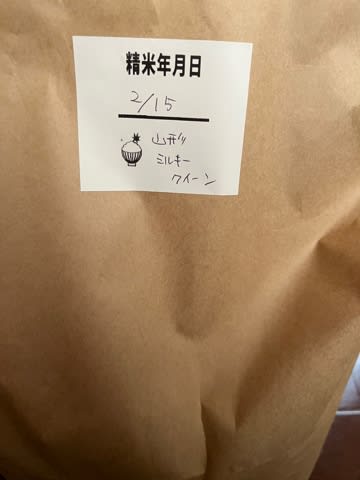 精米年月日
2/15
山形
ミルキー
クイーン